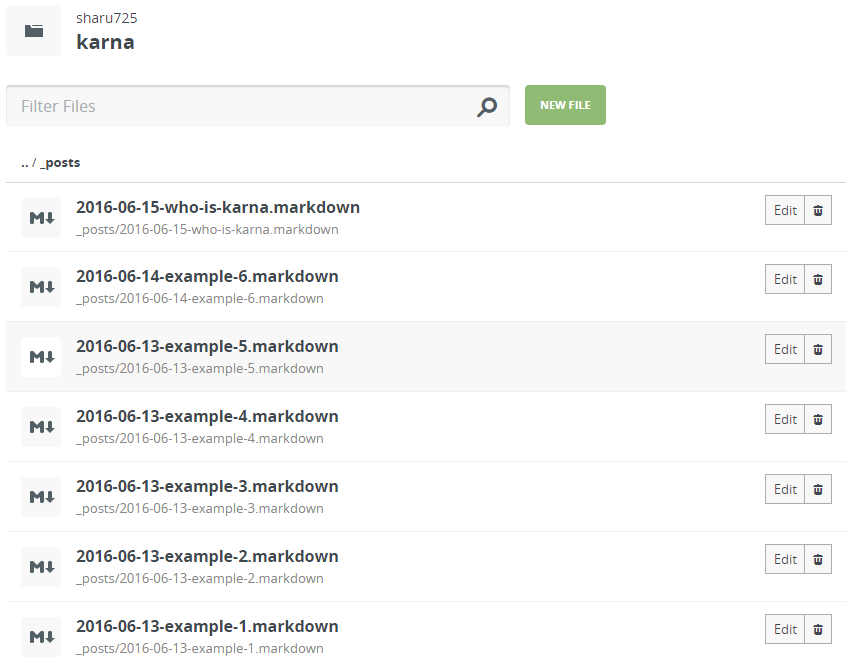 sharu725
karna
Filter Files
NEW FILE
.. / _posts
2016-06-15-who-is-karna.markdown
_posts/2016-06-15-who-is-karna.markdown
Edit
2016-06-14-example-6.markdown
_posts/2016-06-14-example-6.markdown
Edit
2016-06-13-example-5.markdown
_posts/2016-06-13-example-5.markdown
Edit
2016-06-13-example-4.markdown
_posts/2016-06-13-example-4.markdown
Edit
2016-06-13-example-3.markdown
_posts/2016-06-13-example-3.markdown
Edit
2016-06-13-example-2.markdown
_posts/2016-06-13-example-2.markdown
Edit
2016-06-13-example-1.markdown
_posts/2016-06-13-example-1.markdown
Edit